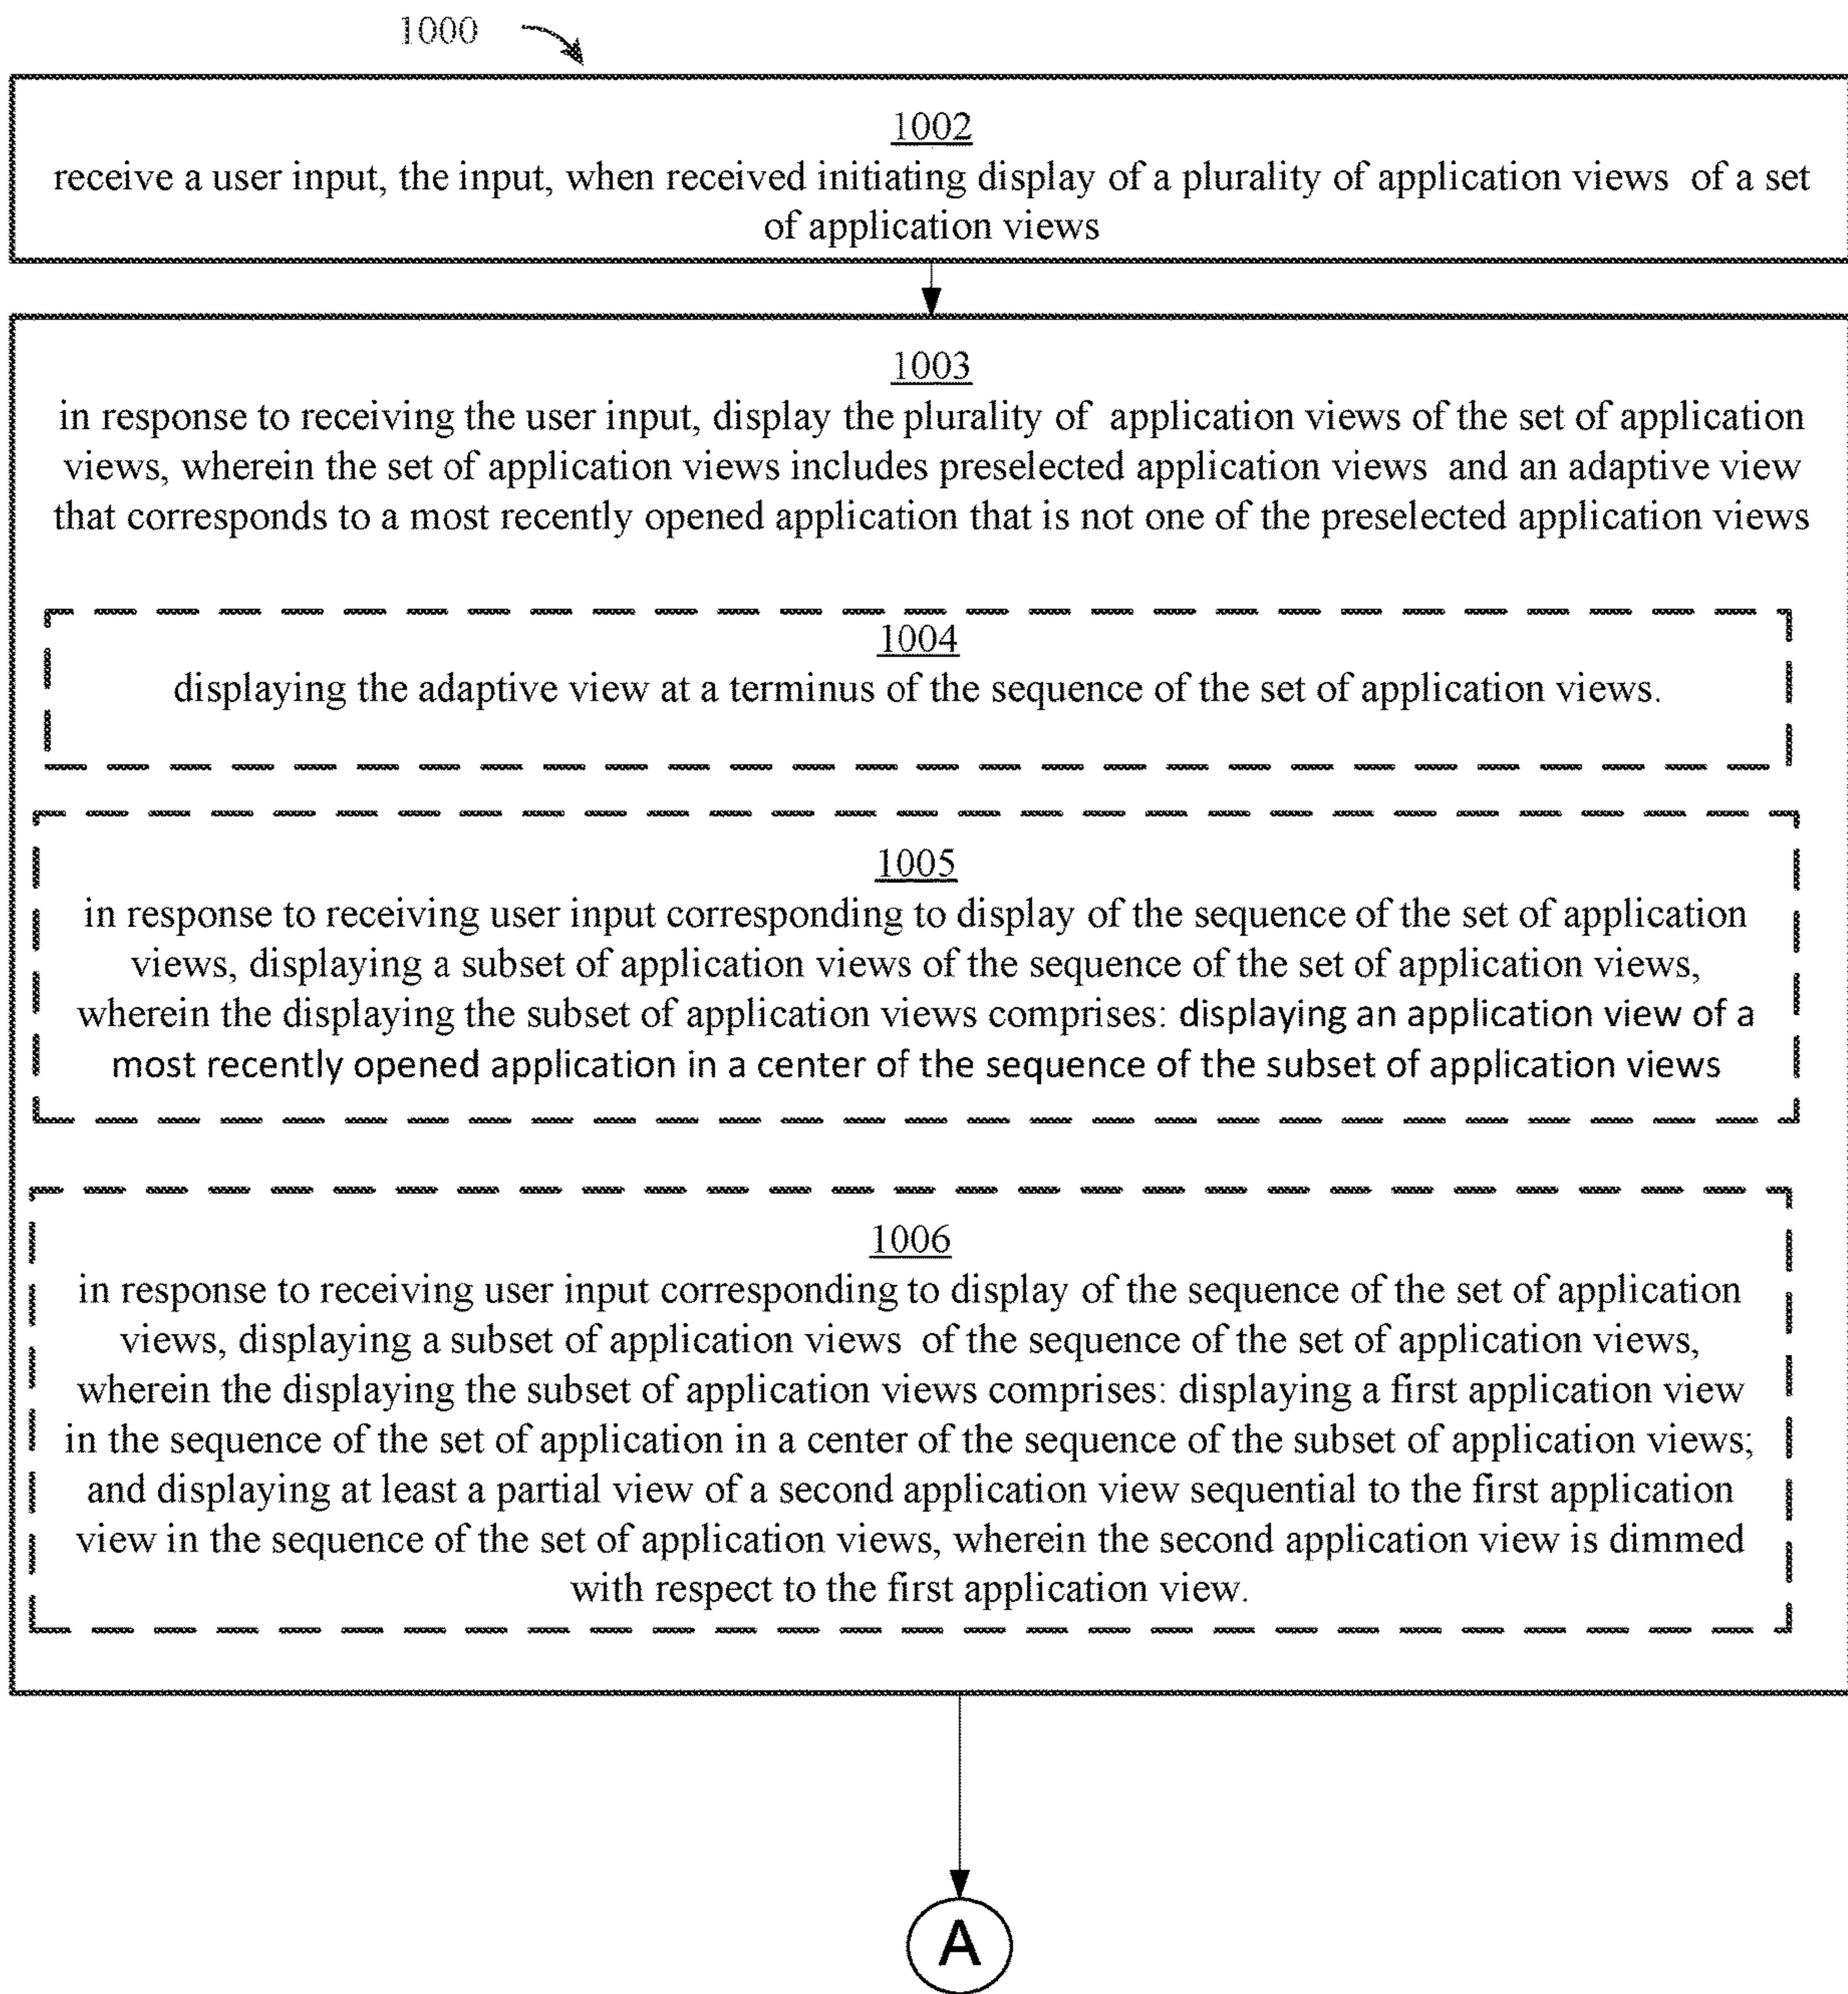 1000
1002
receive a user input, the input, when received initiating display of a plurality of application views of a set
of application views
1003
in response to receiving the user input, display the plurality of application views of the set of application
views, wherein the set of application views includes preselected application views and an adaptive view
that corresponds to a most recently opened application that is not one of the preselected application views
1004
displaying the adaptive view at a terminus of the sequence of the set of application views.
1005
in response to receiving user input corresponding to display of the sequence of the set of application
views, displaying a subset of application views of the sequence of the set of application views,
wherein the displaying the subset of application views comprises: displaying an application view of a
most recently opened application in a center of the sequence of the subset of application views
1006
in response to receiving user input corresponding to display of the sequence of the set of application
views, displaying a subset of application views of the sequence of the set of application views,
wherein the displaying the subset of application views comprises: displaying a first application view
in the sequence of the set of application in a center of the sequence of the subset of application views;
and displaying at least a partial view of a second application view sequential to the first application
view in the sequence of the set of application views, wherein the second application view is dimmed
with respect to the first application view.
A